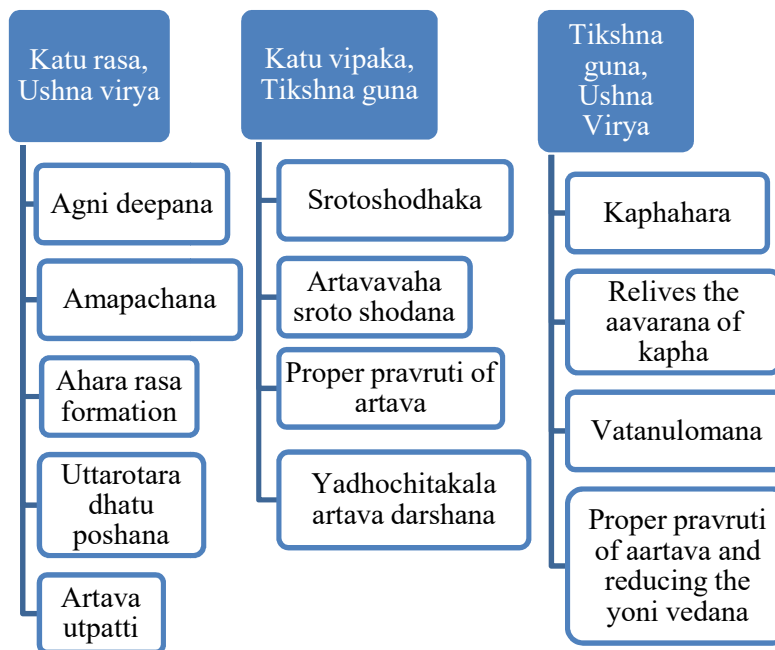 Katu rasa,
Ushna virya
Agni deepana
Amapachana
Ahara rasa
formation
Uttarotara
dhatu
poshana
Artava
utpatti
Katu vipaka,
Tikshna guna
Srotoshodhaka
Artavavaha
sroto shodana
Proper pravruti of
artava
Yadhochitakala
artava darshana
Tikshna
guna,
Ushna
Virya
Kaphahara
Relives the
aavarana of
kapha
Vatanulomana
Proper pravruti
of aartava and
reducing the
yoni vedana